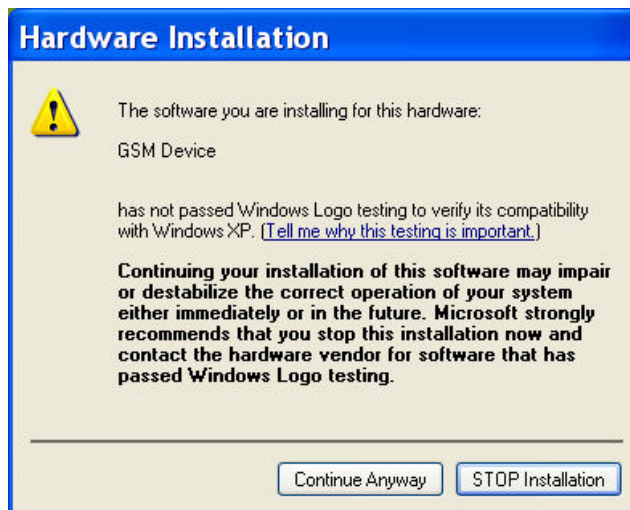 Hardware Installation
The software you are installing for this hardware:
GSM Device
has not passed Windows Logo testing to verify its compatibility
with Windows XP. (Tell me why this testing is important.)
Continuing your installation of this software may impair
or destabilize the correct operation of your system
either immediately or in the future. Microsoft strongly
recommends that you stop this installation now and
contact the hardware vendor for software that has
passed Windows Logo testing.
Continue Anyway
STOP Installation